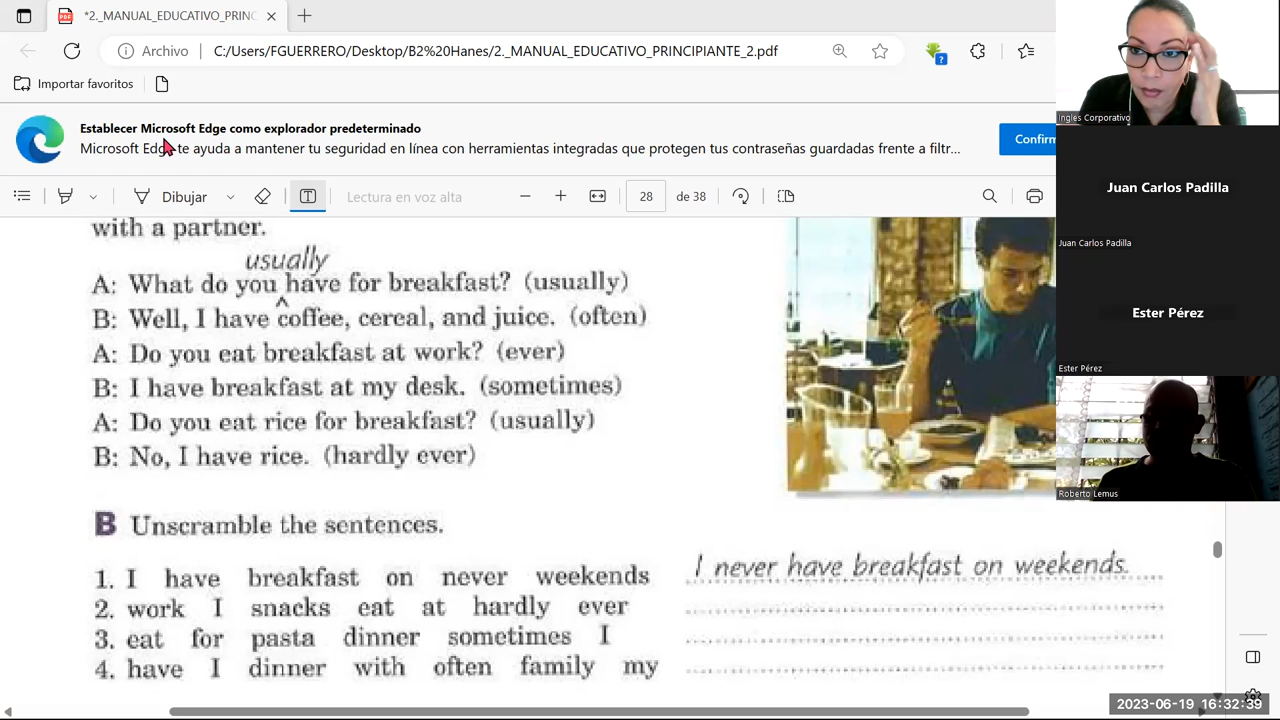 *2._MANUAL_EDUCATIVO_PRINC
Archivo C:/Users/FGUERRERO/Desktop/B2%20Hanes/2._MANUAL_EDUCATIVO_PRINCIPIANTE_2.pdf
Importar favoritos
Establecer Microsoft Edge como explorador predeterminado
Microsoft Edge te ayuda a mantener tu seguridad en línea con herramientas integradas que protegen tus contraseñas guardadas frente a filtr...
Confirm
Dibujar
Lectura en voz alta
28 de 38
with a partner.
usually
A: What do you have for breakfast? (usually)
B: Well, I have coffee, cereal, and juice. (often)
A: Do you eat breakfast at work? (ever)
B: I have breakfast at my desk. (sometimes)
A: Do you eat rice for breakfast? (usually)
B: No, I have rice. (hardly ever)
B Unscramble the sentences.
1. I have breakfast on never weekends I never have breakfast on weekends.
2. work I snacks eat at hardly ever
3. eat for pasta dinner sometimes I
4. have I dinner with often family my
Ingles Corporativo
Juan Carlos Padilla
Juan Carlos Padilla
Ester Pérez
Ester Pérez
Roberto Lemus
2023-06-19 16:32:39